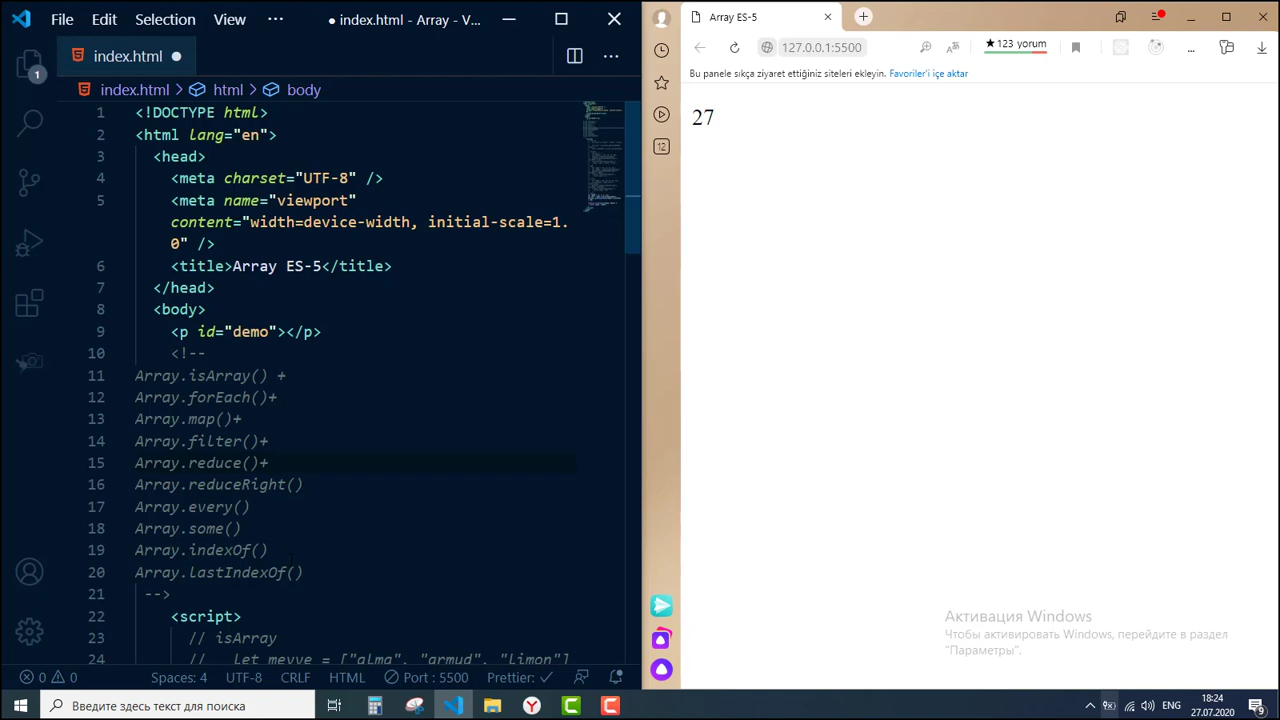 File Edit Selection View ··· ● index.html - Array - V...
index.html ●
index.html > html > body
1 <!DOCTYPE html>
2 <html lang="en">
3 <head>
4 <meta charset="UTF-8" />
5 <meta name="viewport"
content="width=device-width, initial-scale=1.
0" />
6 <title>Array ES-5</title>
7 </head>
8 <body>
9 <p id="demo"></p>
10 <!--
11 Array.isArray() +
12 Array.forEach()+
13 Array.map()+
14 Array.filter()+
15 Array.reduce()+
16 Array.reduceRight()
17 Array.every()
18 Array.some()
19 Array.indexOf()
20 Array.lastIndexOf()
21 -->
22 <script>
23 // isArray
24 // let meyve = ["alma", "armud", "limon"]
1
0 0 Spaces: 4 UTF-8 CRLF HTML Port : 5500 Prettier: ✓
Array ES-5
127.0.0.1:5500 ★123 yorum
Bu panele sıkça ziyaret ettiğiniz siteleri ekleyin. Favoriler'i içe aktar
12
27
Активация Windows
Чтобы активировать Windows, перейдите в раздел
"Параметры".
Введите здесь текст для поиска
ENG
18:24
27.07.2020
9